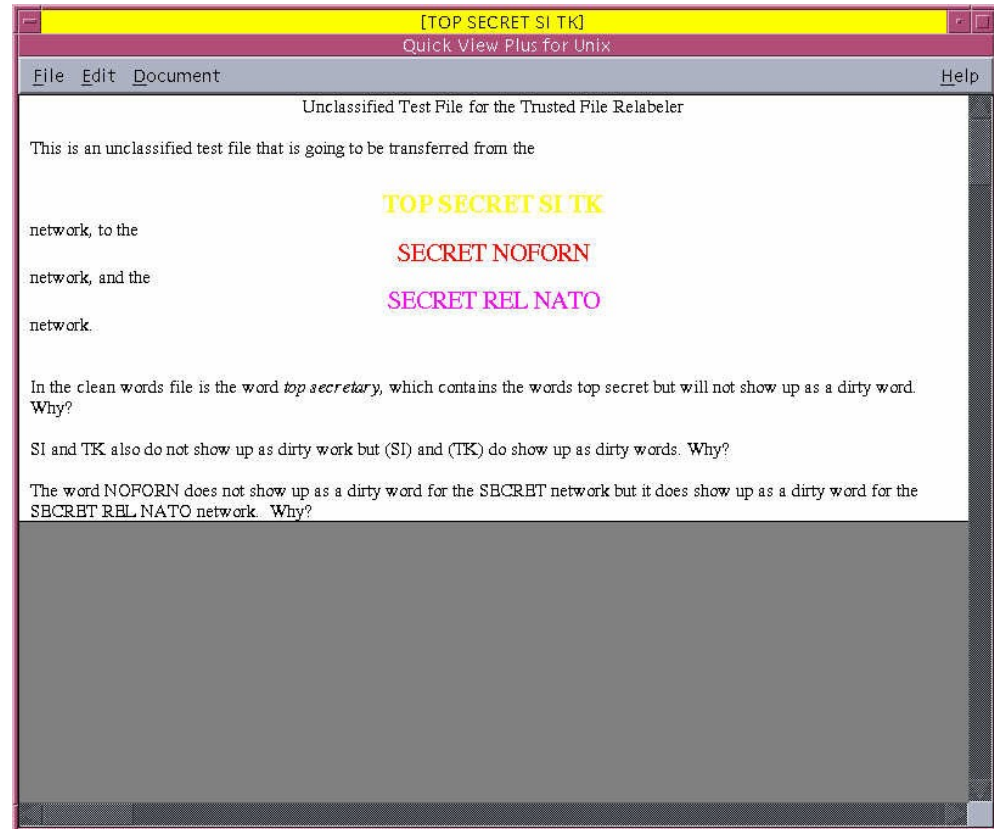 [TOP SECRET SI TK]
Quick View Plus for Unix
File Edit Document Help
Unclassified Test File for the Trusted File Relabeler
This is an unclassified test file that is going to be transferred from the
TOP SECRET SI TK
network, to the
SECRET NOFORN
network, and the
SECRET REL NATO
network.
In the clean words file is the word top secretary, which contains the words top secret but will not show up as a dirty word.
Why?
SI and TK also do not show up as dirty work but (SI) and (TK) do show up as dirty words. Why?
The word NOFORN does not show up as a dirty word for the SECRET network but it does show up as a dirty word for the
SECRET REL NATO network. Why?